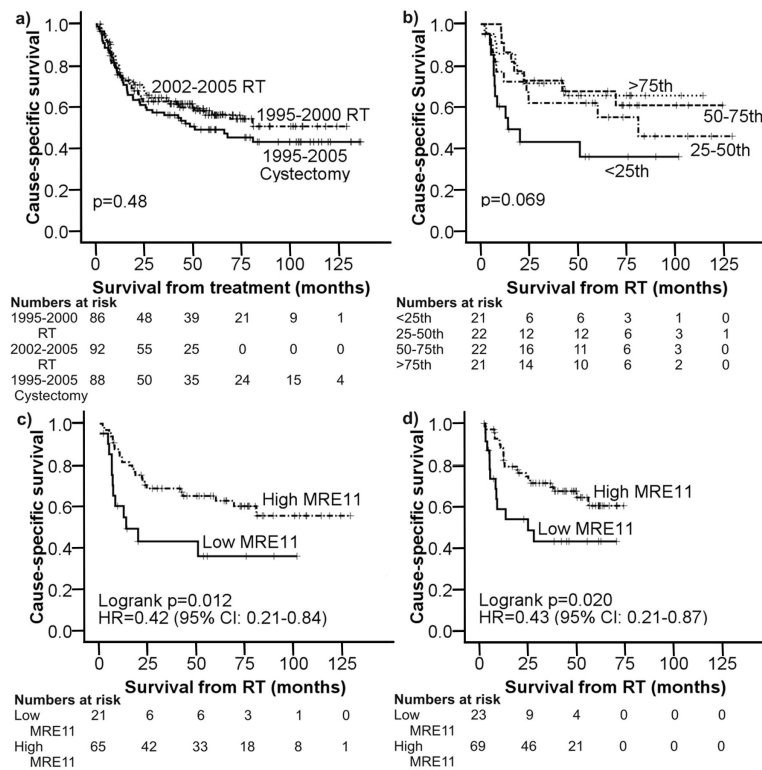 a)
Cause-specific survival
1.0
0.8
0.6
0.4
0.2
0.0
2002-2005 RT
1995-2000 RT
1995-2005
Cystectomy
p=0.48
0 25 50 75 100 125
Survival from treatment (months)
Numbers at risk
1995-2000 86 48 39 21 9 1
RT
2002-2005 92 55 25 0 0 0
RT
1995-2005 88 50 35 24 15 4
Cystectomy
b)
Cause-specific Survival
1.0
0.8
0.6
0.4
0.2
0.0
>75th
50-75th
25-50th
<25th
p=0.069
0 25 50 75 100 125
Survival from RT (months)
Numbers at risk
<25th 21 6 6 3 1 0
25-50th 22 12 12 6 3 1
50-75th 22 16 11 6 3 0
>75th 21 14 10 6 2 0
c)
Cause-specific survival
1.0
0.8
0.6
0.4
0.2
0.0
High MRE11
Low MRE11
Logrank p=0.012
HR=0.42 (95% CI: 0.21-0.84)
0 25 50 75 100 125
Survival from RT (months)
Numbers at risk
Low 21 6 6 3 1 0
MRE11
High 65 42 33 18 8 1
MRE11
d)
Cause-specific survival
1.0
0.8
0.6
0.4
0.2
0.0
High MRE11
Low MRE11
Logrank p=0.020
HR=0.43 (95% CI: 0.21-0.87)
0 25 50 75 100 125
Survival from RT (months)
Numbers at risk
Low 23 9 4 0 0 0
MRE11
High 69 46 21 0 0 0
MRE11